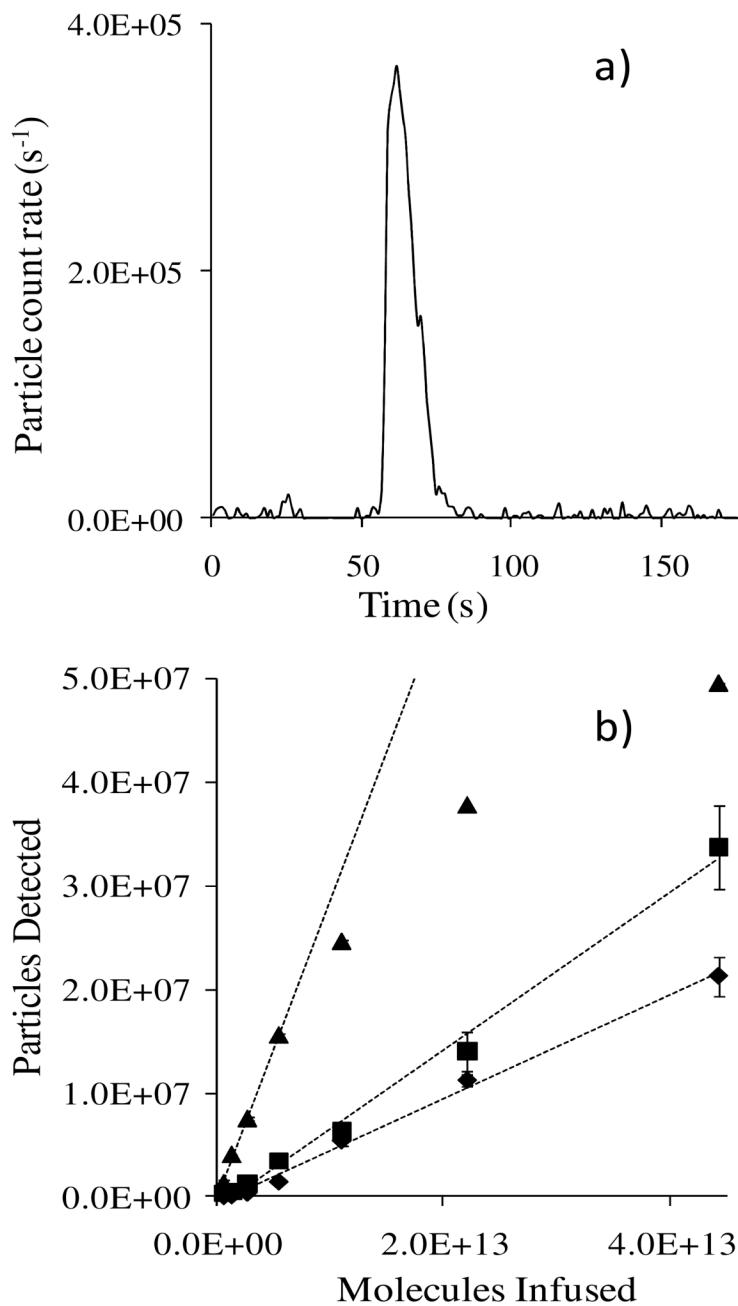 4.0E+05
a)
Particle count rate (s-1)
2.0E+05
0.0E+00
0 50 100 150
Time (s)
5.0E+07
b)
4.0E+07
3.0E+07
Particles Detected
2.0E+07
1.0E+07
0.0E+00
0.0E+00 2.0E+13 4.0E+13
Molecules Infused